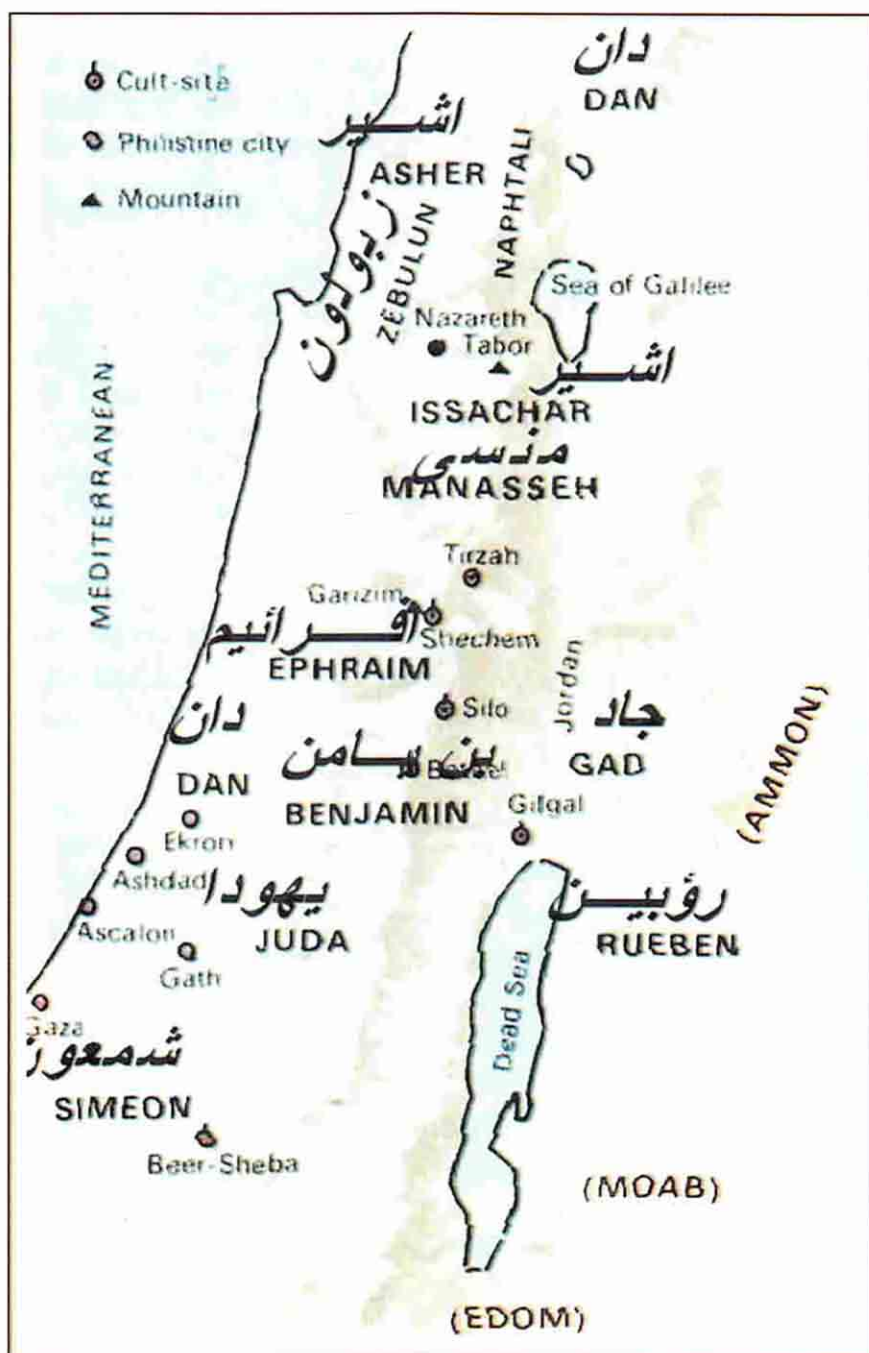 دان
Cult-site
DAN
Philistine city
اشير
ASHER
Mountain
NAPHTALI
زبولون
ZEBULUN
Sea of Galilee
Nazareth
Tabor
اشير
ISSACHAR
منسى
MANASSEH
MEDITERRANEAN
Tirzah
Garizim
افرائيم
Shechem
EPHRAIM
Silo
Jordan
جاد
دان
GAD
(AMMON)
DAN
BENJAMIN
Gilgal
Ekron
Ashdad
يهودا
رؤبين
Ascalon
JUDA
RUEBEN
Gath
Dead Sea
Gaza
SIMEON
Beer-Sheba
(MOAB)
(EDOM)